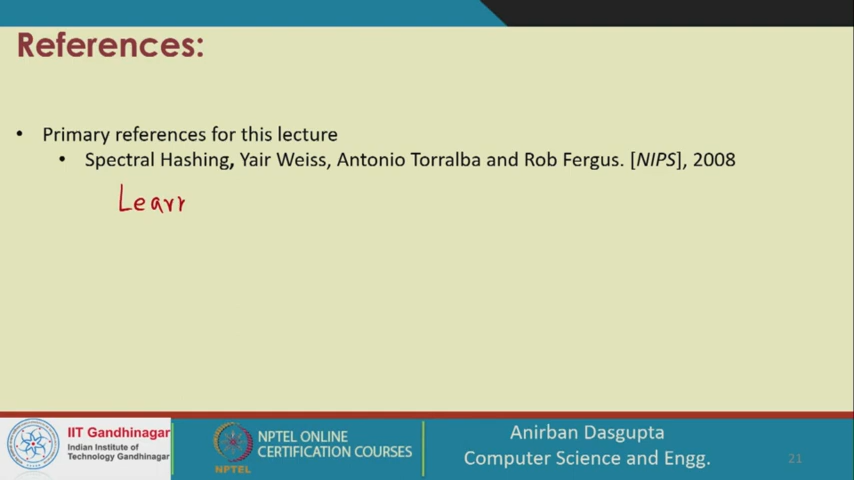 References:
• Primary references for this lecture
• Spectral Hashing, Yair Weiss, Antonio Torralba and Rob Fergus. [NIPS], 2008
Learn
IIT Gandhinagar
Indian Institute of
Technology Gandhinagar
NPTEL
NPTEL ONLINE
CERTIFICATION COURSES
Anirban Dasgupta
Computer Science and Engg.
21